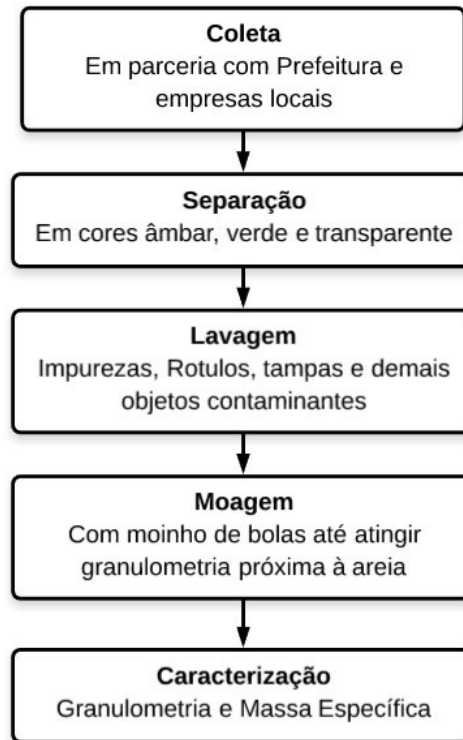 Coleta
Em parceria com Prefeitura e
empresas locais
Separação
Em cores âmbar, verde e transparente
Lavagem
Impurezas, Rotulos, tampas e demais
objetos contaminantes
Moagem
Com moinho de bolas até atingir
granulometria próxima à areia
Caracterização
Granulometria e Massa Específica